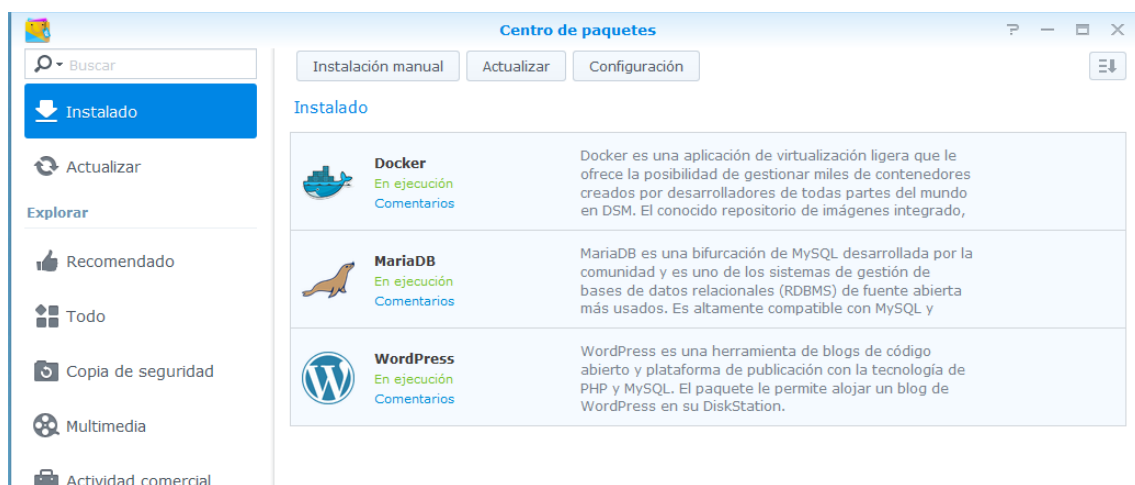 Centro de paquetes
Buscar
Instalación manual
Actualizar
Configuración
Instalado
Actualizar
Explorar
Recomendado
Todo
Copia de seguridad
Multimedia
Actividad comercial
Instalado
Docker
En ejecución
Comentarios
Docker es una aplicación de virtualización ligera que le
ofrece la posibilidad de gestionar miles de contenedores
creados por desarrolladores de todas partes del mundo
en DSM. El conocido repositorio de imágenes integrado,
MariaDB
En ejecución
Comentarios
MariaDB es una bifurcación de MySQL desarrollada por la
comunidad y es uno de los sistemas de gestión de
bases de datos relacionales (RDBMS) de fuente abierta
más usados. Es altamente compatible con MySQL y
WordPress
En ejecución
Comentarios
WordPress es una herramienta de blogs de código
abierto y plataforma de publicación con la tecnología de
PHP y MySQL. El paquete le permite alojar un blog de
WordPress en su DiskStation.